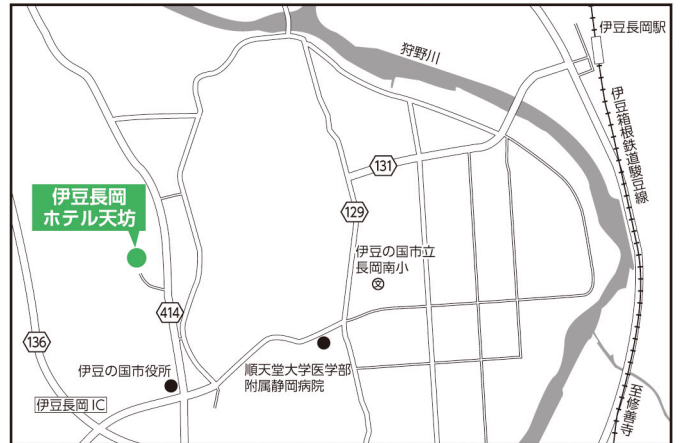 伊豆長岡駅
狩野川
伊豆箱根鉄道駿豆線
131
伊豆長岡
ホテル天坊
129
伊豆の国市立
長岡南小
文
414
136
伊豆の国市役所
順天堂大学医学部
附属静岡病院
伊豆長岡IC
至修善寺